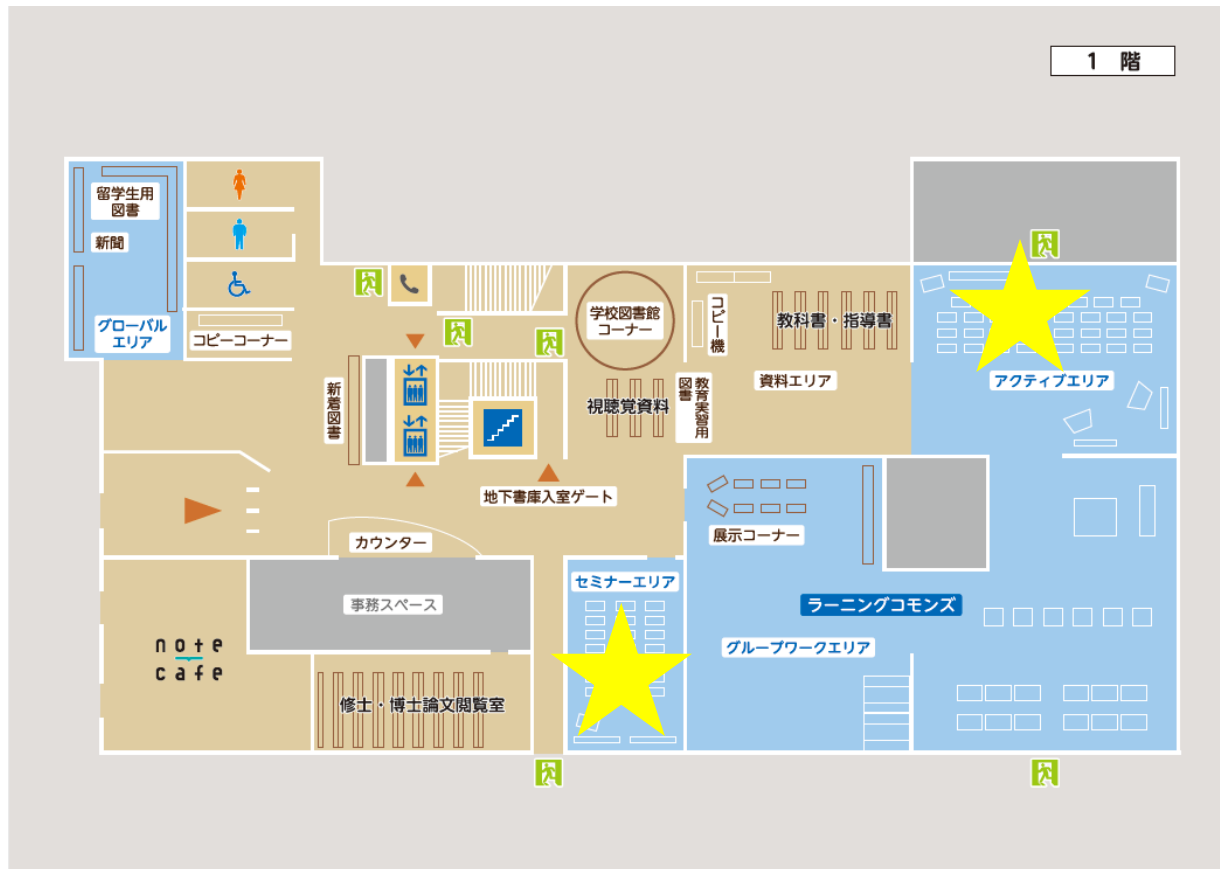 1 階
留学生用
図書
新聞
グローバル
エリア
コピーコーナー
新着図書
学校図書館
コーナー
コピー機
教科書・指導書
資料エリア
視聴覚資料
教育実習用
図書
アクティブエリア
地下書庫入室ゲート
カウンター
展示コーナー
事務スペース
セミナーエリア
ラーニングコモンズ
グループワークエリア
note
cafe
修士・博士論文閲覧室